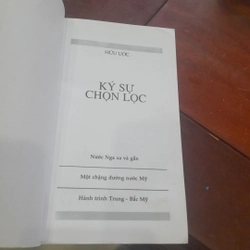 HỮU ƯỚC
KÝ SỰ
CHỌN LỌC
Nước Nga xa và gần
Một chặng đường nước Mỹ
Hành trình Trung - Bắc Mỹ